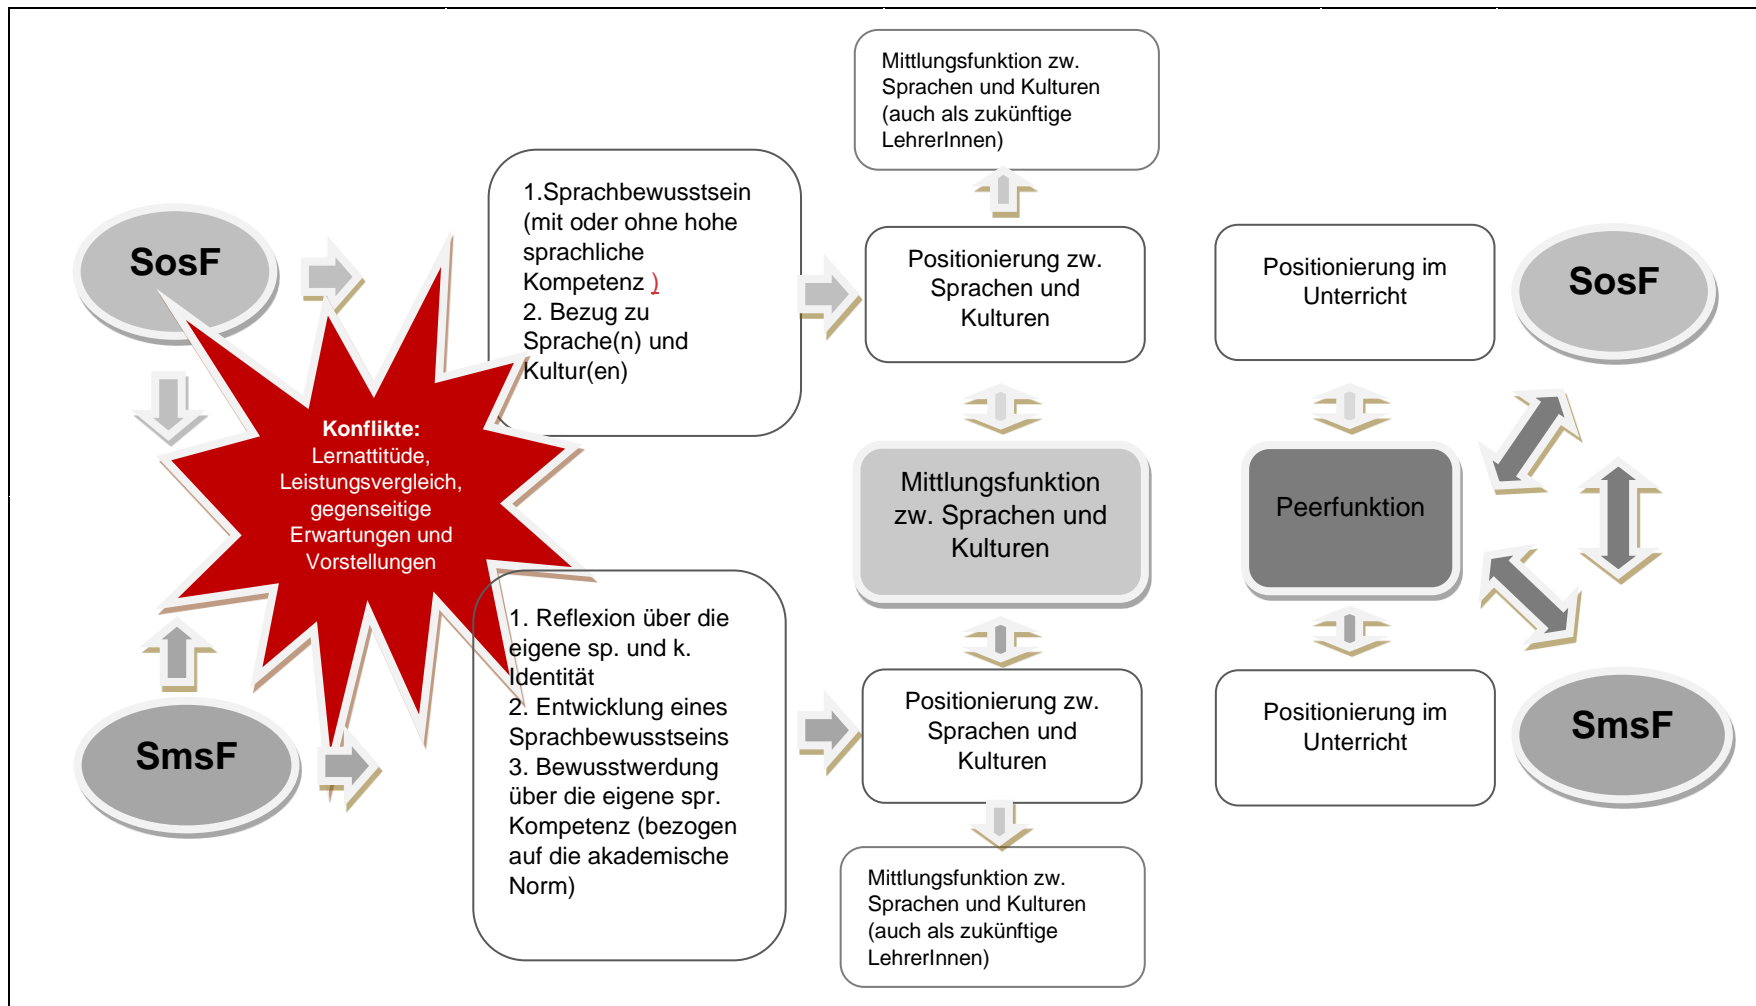 Mittlungsfunktion zw.
Sprachen und Kulturen
(auch als zukünftige
LehrerInnen)
SosF
1.Sprachbewusstsein
(mit oder ohne hohe
sprachliche
Kompetenz )
2. Bezug zu
Sprache(n) und
Kultur(en)
Positionierung zw.
Sprachen und
Kulturen
Positionierung im
Unterricht
SosF
Konflikte:
Lernattitüde,
Leistungsvergleich,
gegenseitige
Erwartungen und
Vorstellungen
Mittlungsfunktion
zw. Sprachen und
Kulturen
Peerfunktion
SmsF
1. Reflexion über die
eigene sp. und k.
Identität
2. Entwicklung eines
Sprachbewusstseins
3. Bewusstwerdung
über die eigene spr.
Kompetenz (bezogen
auf die akademische
Norm)
Positionierung zw.
Sprachen und
Kulturen
Positionierung im
Unterricht
SmsF
Mittlungsfunktion zw.
Sprachen und Kulturen
(auch als zukünftige
LehrerInnen)